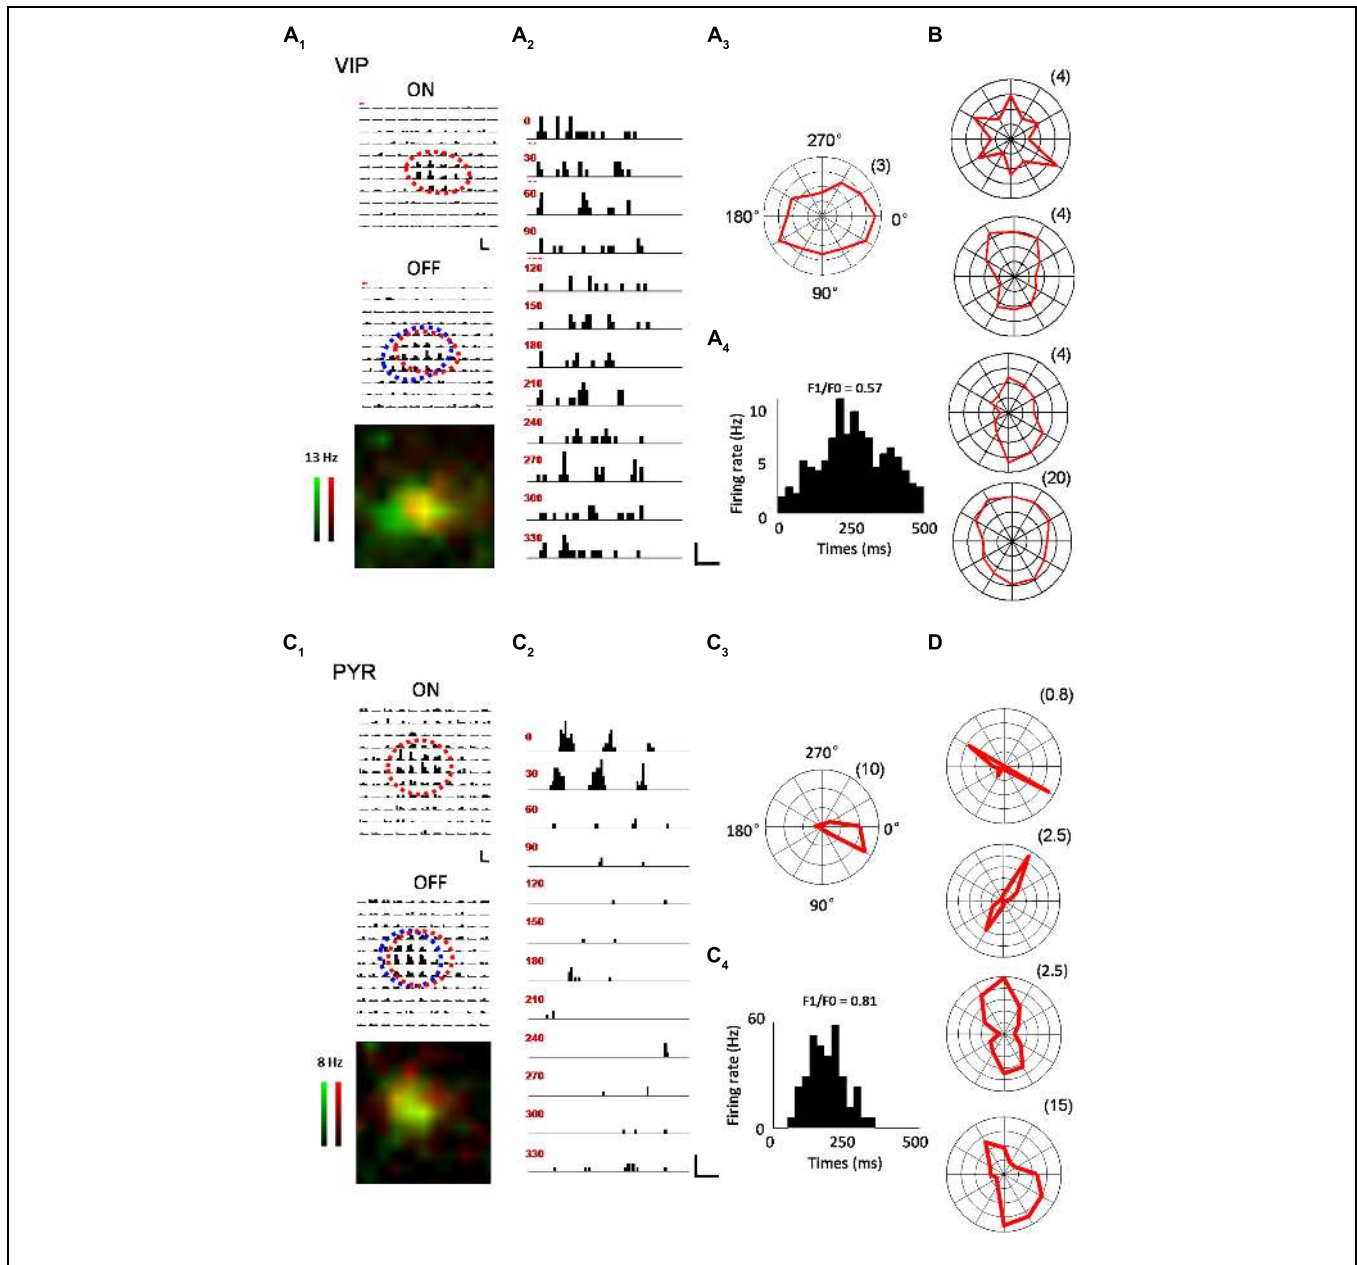 A1
VIP
ON
OFF
13 Hz
A2
0
30
60
90
120
150
180
210
240
270
300
330
A3
270°
(3)
180°
0°
90°
A4
F1/F0 = 0.57
10
5
0
Firing rate (Hz)
0 250 500
Times (ms)
B
(4)
(4)
(4)
(20)
C1
PYR
ON
OFF
8 Hz
C2
0
30
60
90
120
150
180
210
240
270
300
330
C3
270°
(10)
180°
0°
90°
C4
F1/F0 = 0.81
60
0
Firing rate (Hz)
0 250 500
Times (ms)
D
(0.8)
(2.5)
(2.5)
(15)